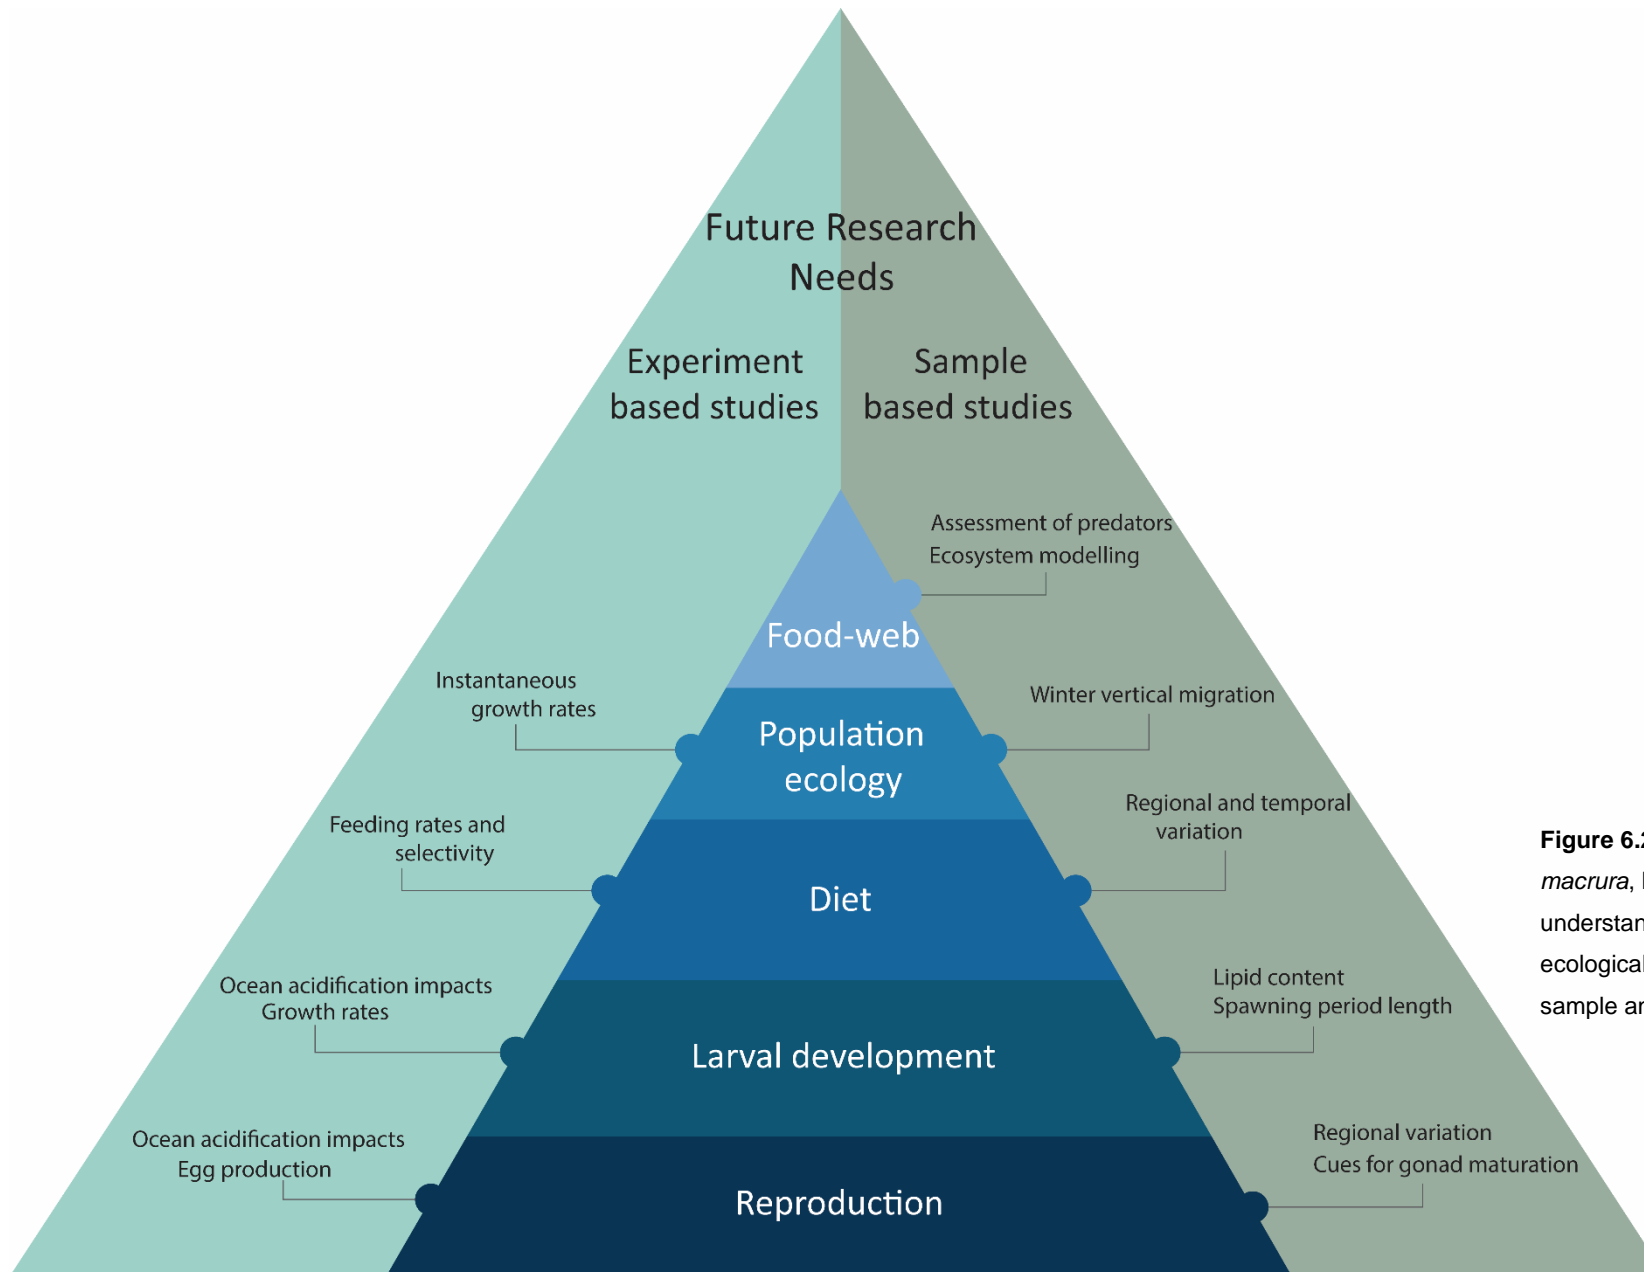 Future Research
Needs
Experiment
based studies
Sample
based studies
Assessment of predators
Ecosystem modelling
Food-web
Instantaneous
growth rates
Winter vertical migration
Population
ecology
Feeding rates and
selectivity
Regional and temporal
variation
Diet
Ocean acidification impacts
Growth rates
Lipid content
Spawning period length
Larval development
Ocean acidification impacts
Egg production
Regional variation
Cues for gonad maturation
Reproduction
Figure 6.2
macrura,
understan
ecological
sample